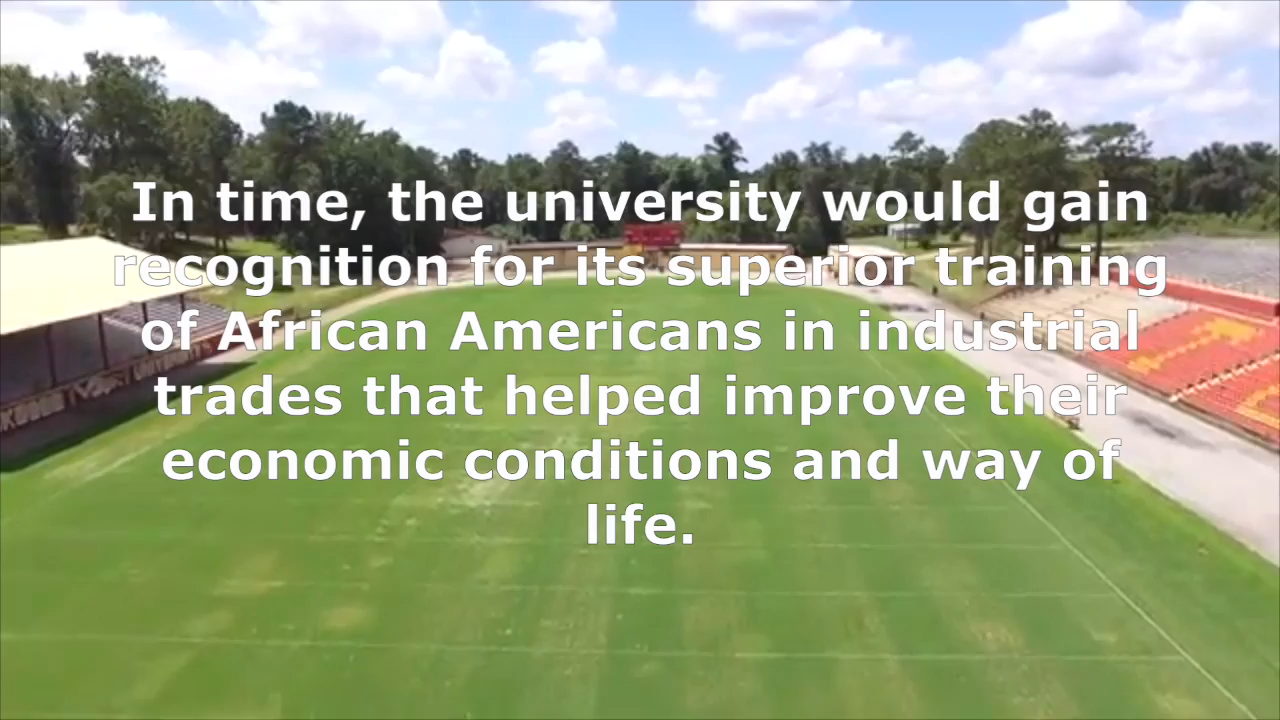 In time, the university would gain
recognition for its superior training
of African Americans in industrial
trades that helped improve their
economic conditions and way of
life.